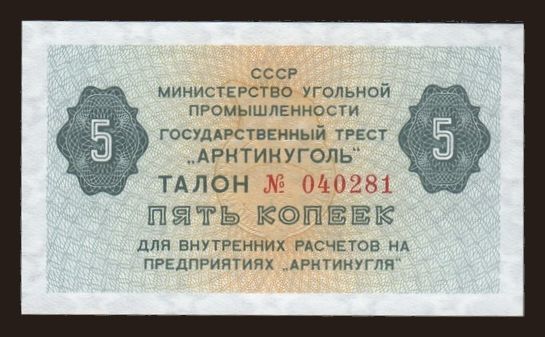 СССР
МИНИСТЕРСТВО УГОЛЬНОЙ
ПРОМЫШЛЕННОСТИ
ГОСУДАРСТВЕННЫЙ ТРЕСТ
„АРКТИКУГОЛЬ"
5 5
ТАЛОН № 040281
ПЯТЬ КОПЕЕК
ДЛЯ ВНУТРЕННИХ РАСЧЕТОВ НА
ПРЕДПРИЯТИЯХ „АРКТИКУГЛЯ"